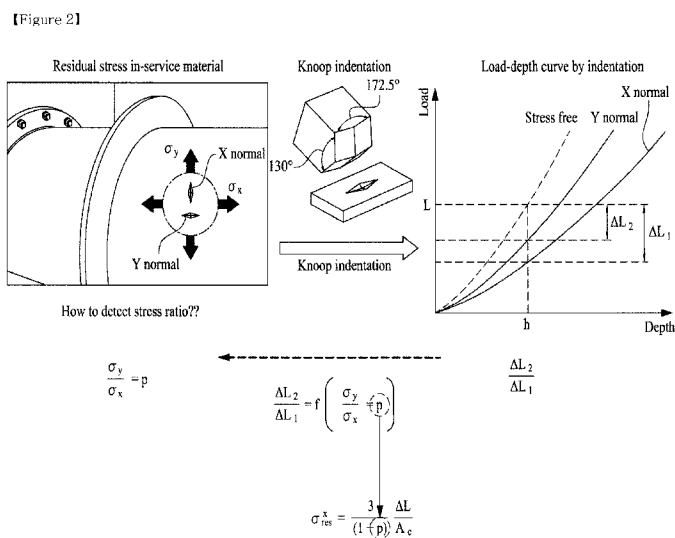 【Figure 2】
Residual stress in-service material
Knoop indentation
Load-depth curve by indentation
172.5°
130°
σy
X normal
σx
Y normal
Knoop indentation
Load
X normal
Stress free
Y normal
L
ΔL2
ΔL1
h
Depth
How to detect stress ratio??
σy/σx = p
ΔL2/ΔL1 = f(σy/σx = p)
ΔL2/ΔL1
σ^x_res = 3/(1+p) ΔL/Ac